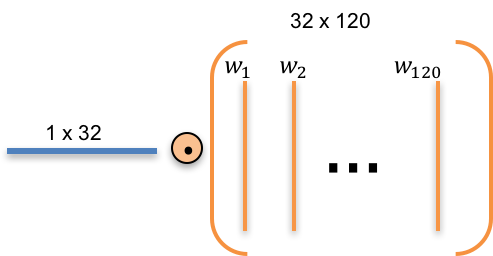 32 x 120
w₁ w₂ w₁₂₀
1 x 32
...